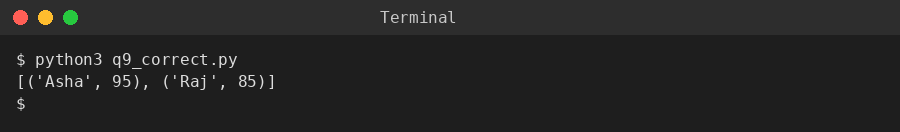 Terminal
$ python3 q9_correct.py
[('Asha', 95), ('Raj', 85)]
$